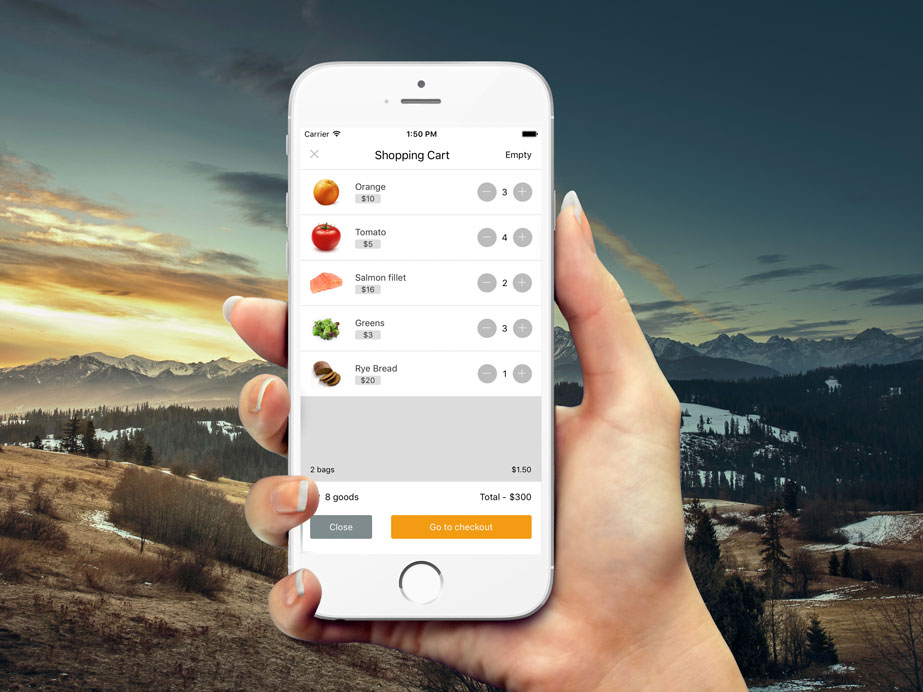 Carrier 1:50 PM
Shopping Cart Empty
Orange
$10 3
Tomato
$5 4
Salmon fillet
$16 2
Greens
$3 3
Rye Bread
$20 1
2 bags $1.50
8 goods Total - $300
Close Go to checkout